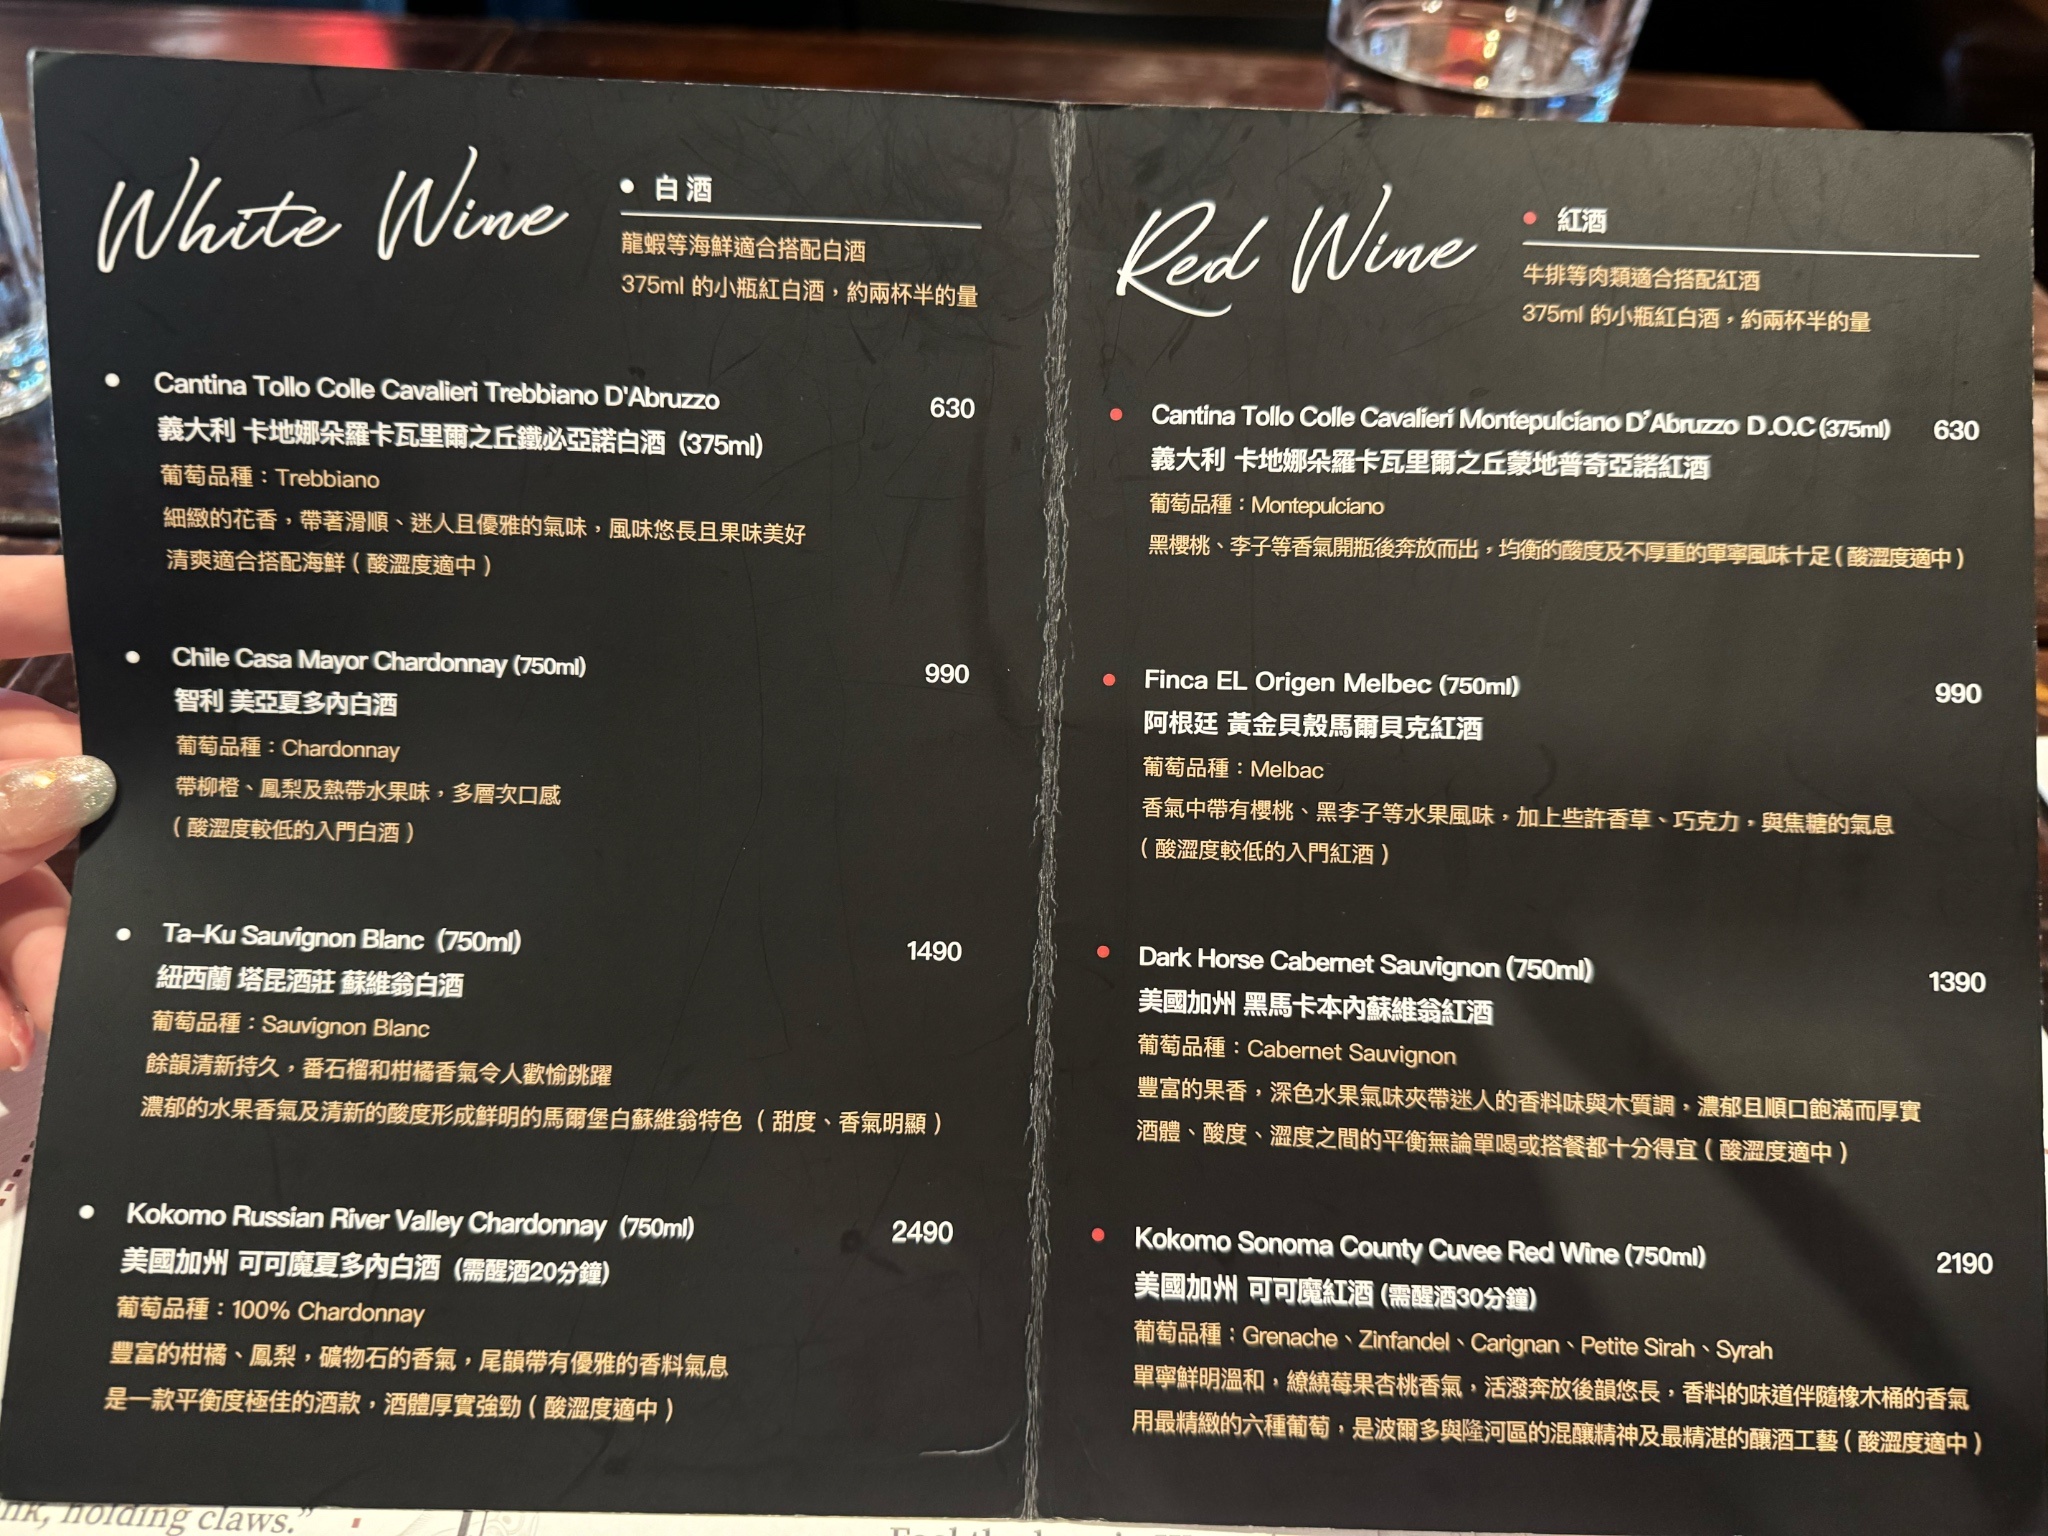 White Wine
• 白酒
龍蝦等海鮮適合搭配白酒
375ml 的小瓶紅白酒，約兩杯半的量
• Cantina Tollo Colle Cavalieri Trebbiano D'Abruzzo 630
義大利 卡地娜朵羅卡瓦里爾之丘鐵必亞諾白酒 (375ml)
葡萄品種：Trebbiano
細緻的花香，帶著滑順、迷人且優雅的氣味，風味悠長且果味美好
清爽適合搭配海鮮 ( 酸澀度適中 )
• Chile Casa Mayor Chardonnay (750ml) 990
智利 美亞夏多內白酒
葡萄品種：Chardonnay
帶柳橙、鳳梨及熱帶水果味，多層次口感
( 酸澀度較低的入門白酒 )
• Ta-Ku Sauvignon Blanc (750ml) 1490
紐西蘭 塔昆酒莊 蘇維翁白酒
葡萄品種：Sauvignon Blanc
餘韻清新持久，番石榴和柑橘香氣令人歡愉跳躍
濃郁的水果香氣及清新的酸度形成鮮明的馬爾堡白蘇維翁特色 ( 甜度、香氣明顯 )
• Kokomo Russian River Valley Chardonnay (750ml) 2490
美國加州 可可魔夏多內白酒 (需醒酒20分鐘)
葡萄品種：100% Chardonnay
豐富的柑橘、鳳梨，礦物石的香氣，尾韻帶有優雅的香料氣息
是一款平衡度極佳的酒款，酒體厚實強勁 ( 酸澀度適中 )
Red Wine
• 紅酒
牛排等肉類適合搭配紅酒
375ml 的小瓶紅白酒，約兩杯半的量
• Cantina Tollo Colle Cavalieri Montepulciano D’Abruzzo D.O.C (375ml) 630
義大利 卡地娜朵羅卡瓦里爾之丘蒙地普奇亞諾紅酒
葡萄品種：Montepulciano
黑櫻桃、李子等香氣開瓶後奔放而出，均衡的酸度及不厚重的單寧風味十足 ( 酸澀度適中 )
• Finca EL Origen Melbec (750ml) 990
阿根廷 黃金貝殼馬爾貝克紅酒
葡萄品種：Melbac
香氣中帶有櫻桃、黑李子等水果風味，加上些許香草、巧克力，與焦糖的氣息
( 酸澀度較低的入門紅酒 )
• Dark Horse Cabernet Sauvignon (750ml) 1390
美國加州 黑馬卡本內蘇維翁紅酒
葡萄品種：Cabernet Sauvignon
豐富的果香，深色水果氣味夾帶迷人的香料味與木質調，濃郁且順口飽滿而厚實
酒體、酸度、澀度之間的平衡無論單喝或搭餐都十分得宜 ( 酸澀度適中 )
• Kokomo Sonoma County Cuvee Red Wine (750ml) 2190
美國加州 可可魔紅酒 (需醒酒30分鐘)
葡萄品種：Grenache、Zinfandel、Carignan、Petite Sirah、Syrah
單寧鮮明溫和，繚繞莓果杏桃香氣，活潑奔放後韻悠長，香料的味道伴隨橡木桶的香氣
用最精緻的六種葡萄，是波爾多與隆河區的混釀精神及最精湛的釀酒工藝 ( 酸澀度適中 )
holding claws.”